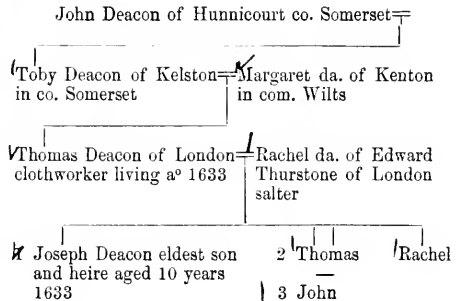 John Deacon of Hunnicourt co. Somerset
Toby Deacon of Kelston
in co. Somerset
Margaret da. of Kenton
in com. Wilts
Thomas Deacon of London
clothworker living aº 1633
Rachel da. of Edward
Thurstone of London
salter
Joseph Deacon eldest son
and heire aged 10 years
1633
2 Thomas
3 John
Rachel